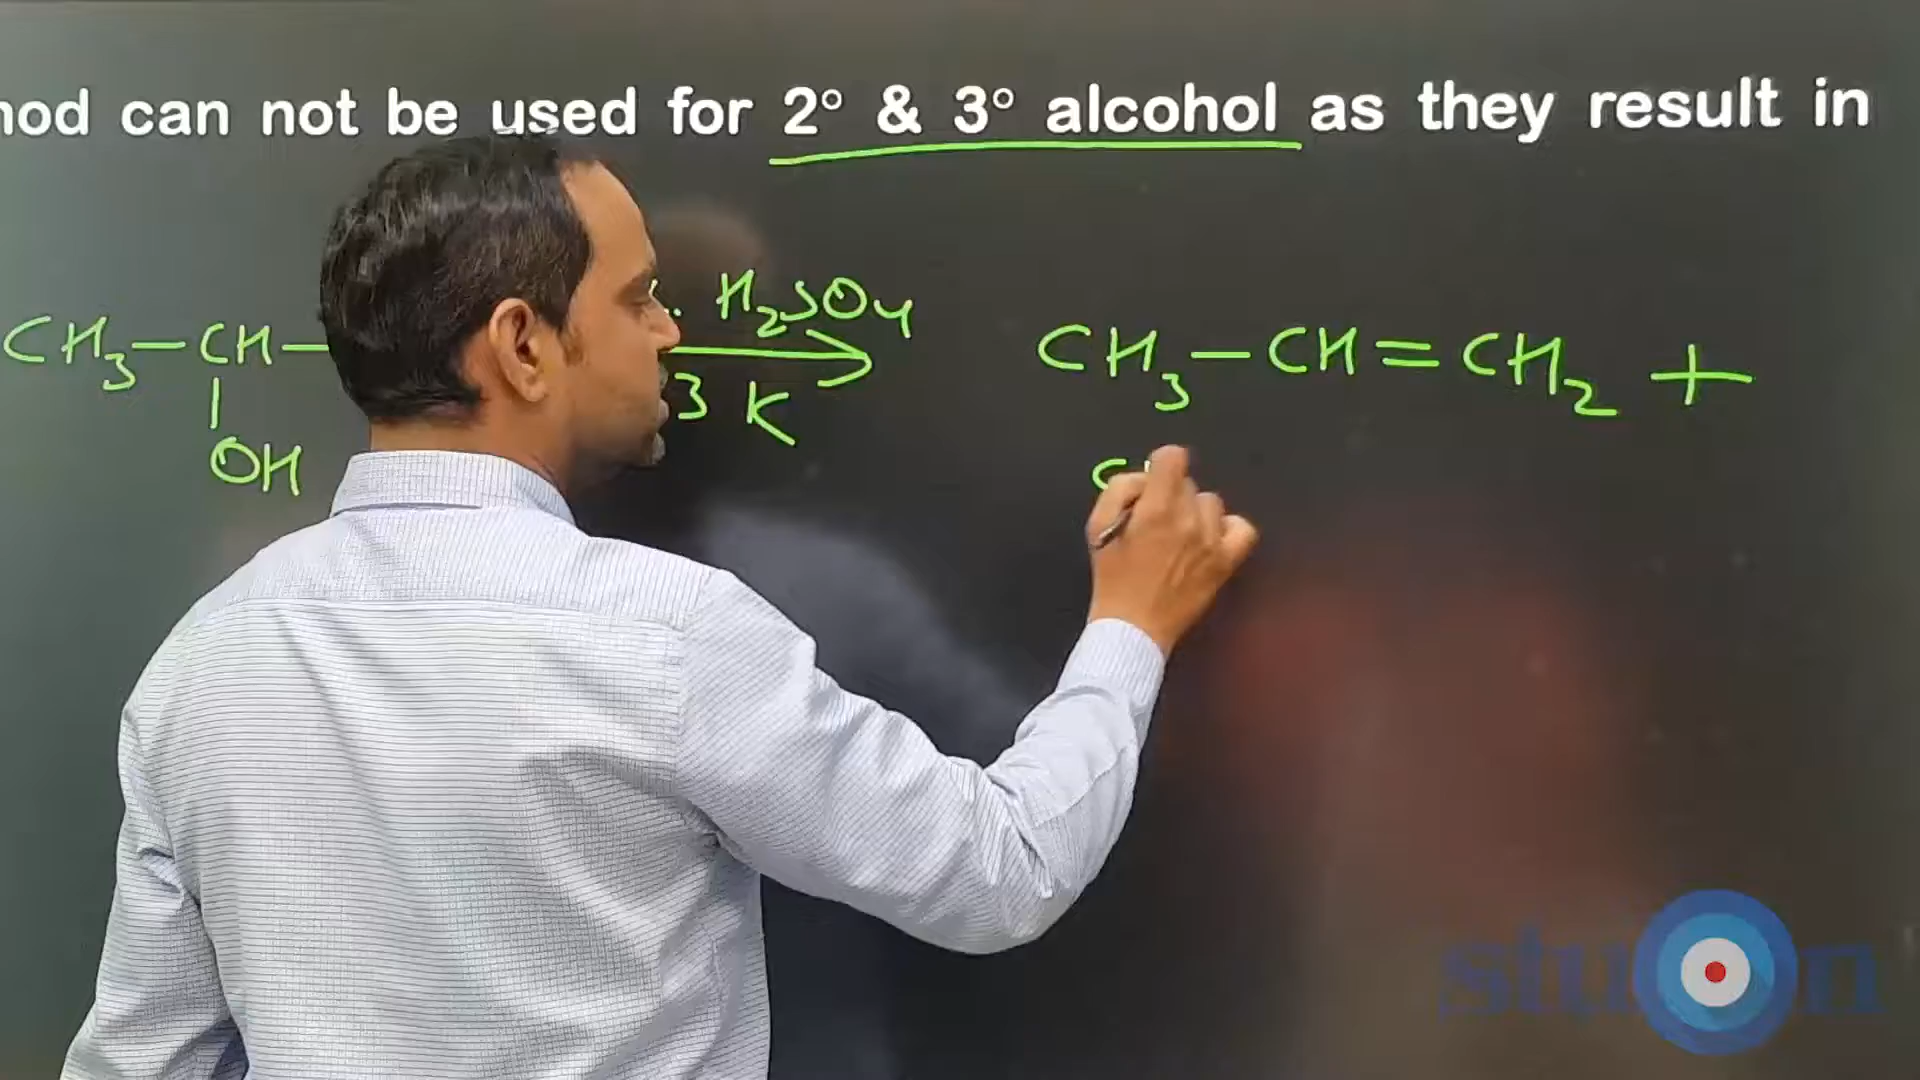 can not be used for 2° & 3° alcohol as they result in
CH₃—CH— H₂SO₄ CH₃—CH=CH₂ +
3 K
OH